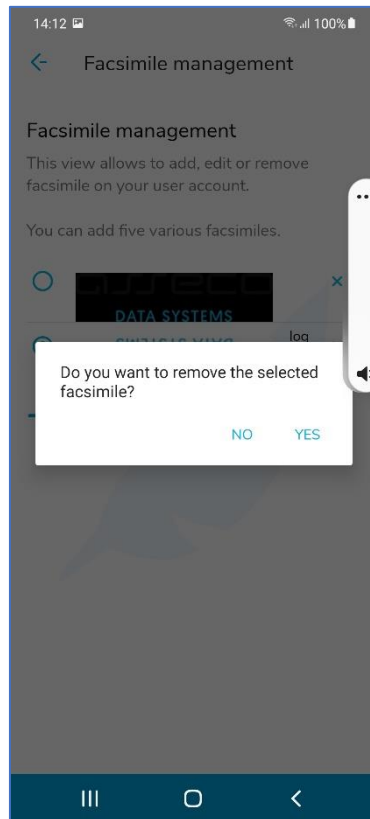 14:12 100%
Facsimile management
Facsimile management
This view allows to add, edit or remove
facsimile on your user account.
You can add five various facsimiles.
asseco
DATA SYSTEMS
log
Do you want to remove the selected
facsimile?
NO YES